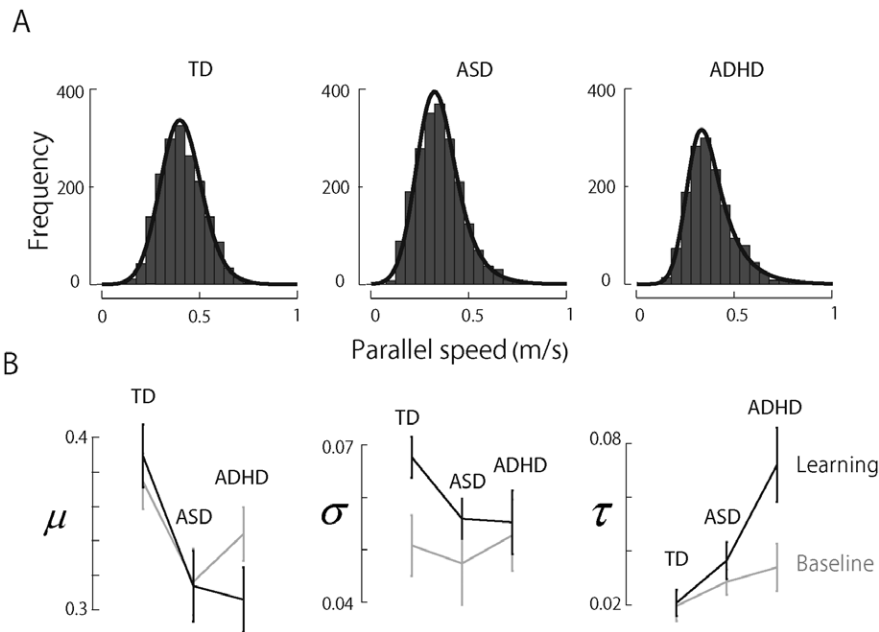 A
TD
ASD
ADHD
Frequency
400
200
0
400
200
0
400
200
0
0
0.5
1
0
0.5
1
0
0.5
1
Parallel speed (m/s)
B
μ
0.4
0.3
TD
ASD
ADHD
σ
0.07
0.04
TD
ASD
ADHD
τ
0.08
0.02
TD
ASD
ADHD
Learning
Baseline